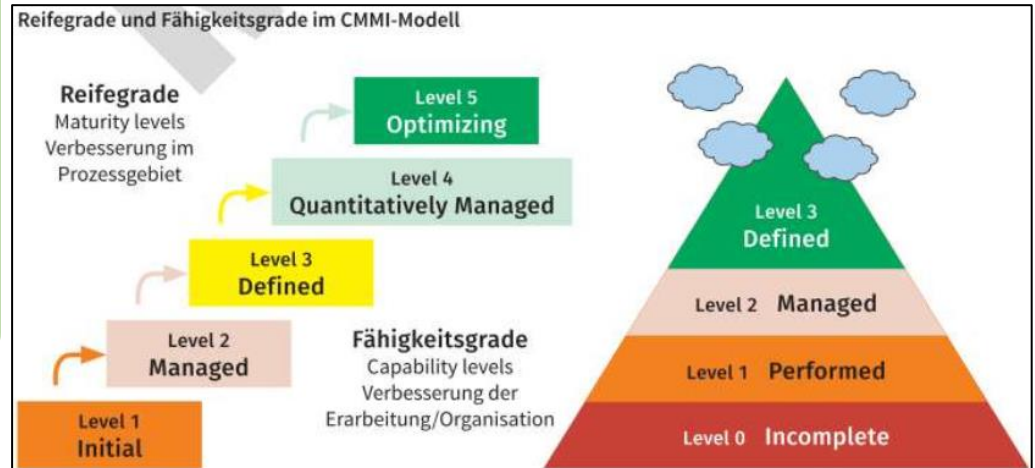 Reifegrade und Fähigkeitsgrade im CMMI-Modell
Reifegrade
Maturity levels
Verbesserung im
Prozessgebiet
Level 5
Optimizing
Level 4
Quantitatively Managed
Level 3
Defined
Level 2
Managed
Level 1
Initial
Fähigkeitsgrade
Capability levels
Verbesserung der
Erarbeitung/Organisation
Level 3
Defined
Level 2 Managed
Level 1 Performed
Level 0 Incomplete